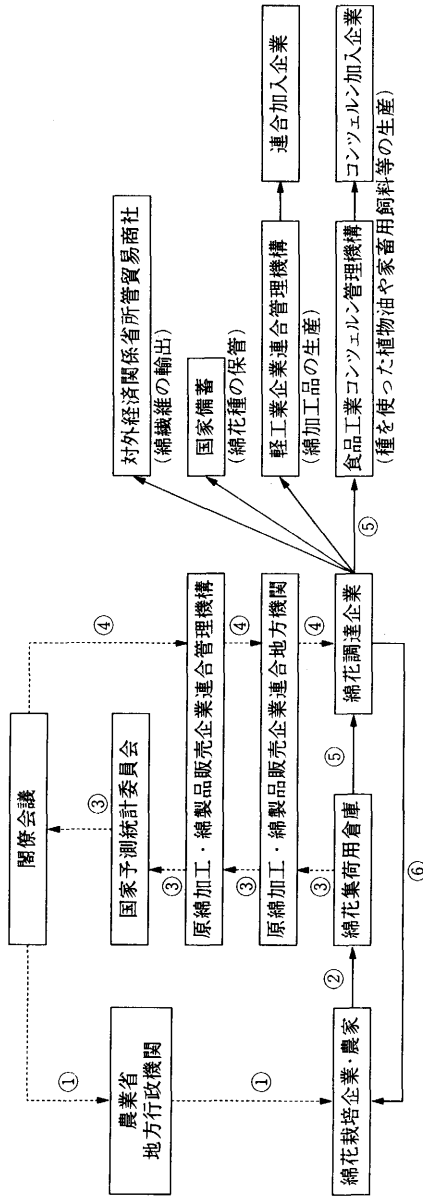 閣僚会議
①
④
農業省
地方行政機関
国家予測統計委員会
③
原綿加工・綿製品販売企業連合管理機構
③
④
原綿加工・綿製品販売企業連合地方機関
①
③
④
③
綿花栽培企業・農家
②
綿花集荷用倉庫
⑤
綿花調達企業
⑥
⑤
対外経済関係省所管貿易商社
(綿繊維の輸出)
国家備蓄
(綿花種の保管)
軽工業企業連合管理機構
(綿加工品の生産)
連合加入企業
食品工業コンツェルン管理機構
(種を使った植物油や家畜用飼料等の生産)
コンツェルン加入企業